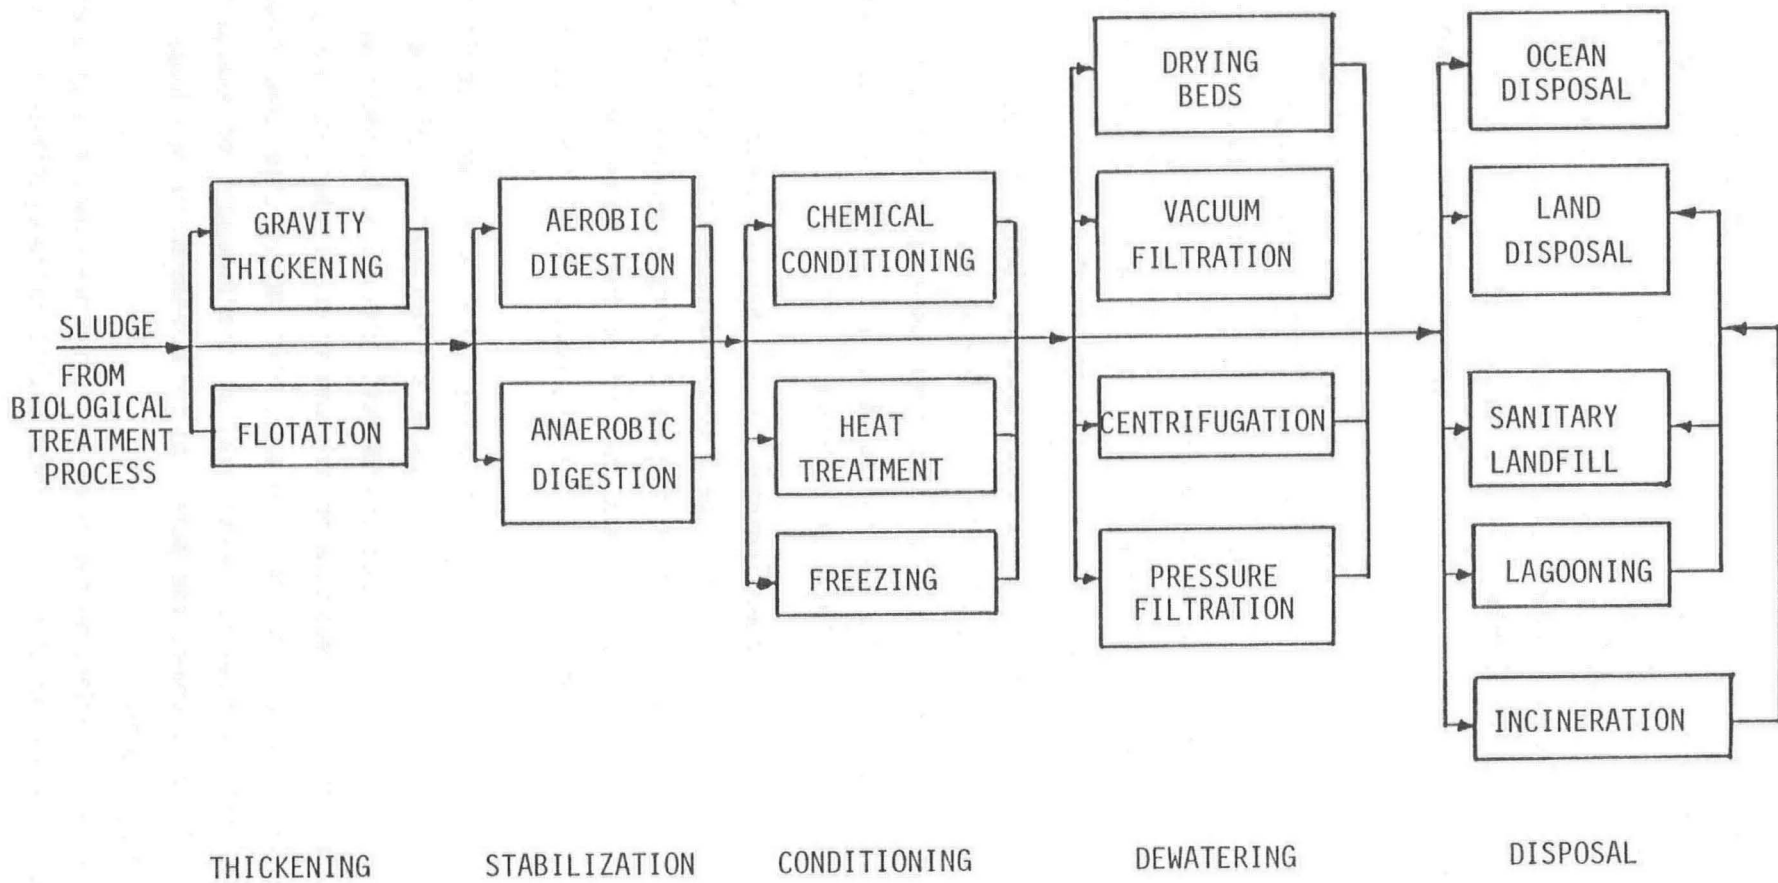 SLUDGE
FROM
BIOLOGICAL
TREATMENT
PROCESS
GRAVITY
THICKENING
FLOTATION
THICKENING
AEROBIC
DIGESTION
ANAEROBIC
DIGESTION
STABILIZATION
CHEMICAL
CONDITIONING
HEAT
TREATMENT
FREEZING
CONDITIONING
DRYING
BEDS
VACUUM
FILTRATION
CENTRIFUGATION
PRESSURE
FILTRATION
DEWATERING
OCEAN
DISPOSAL
LAND
DISPOSAL
SANITARY
LANDFILL
LAGOONING
INCINERATION
DISPOSAL